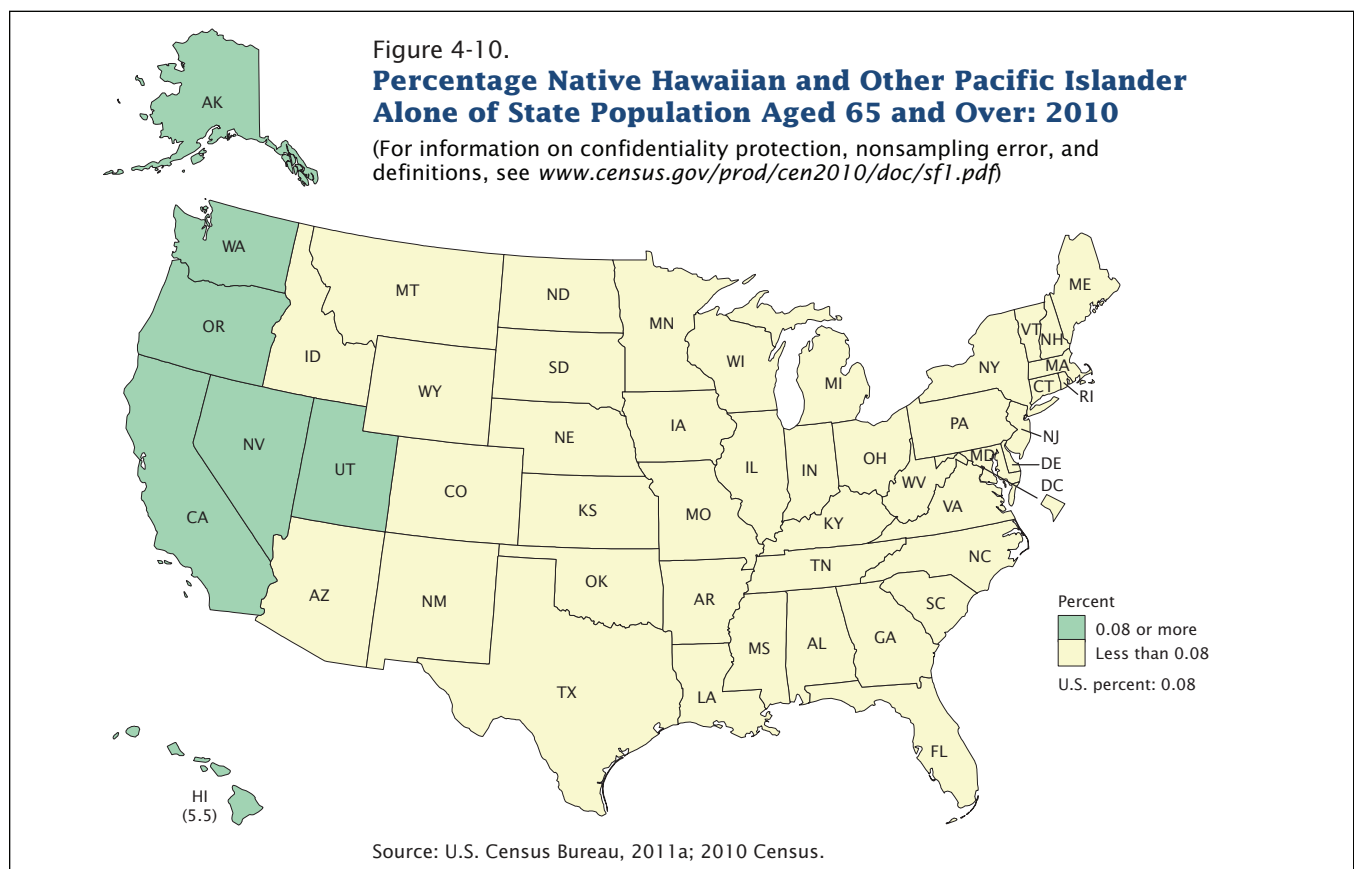 Figure 4-10.
Percentage Native Hawaiian and Other Pacific Islander
Alone of State Population Aged 65 and Over: 2010
(For information on confidentiality protection, nonsampling error, and
definitions, see www.census.gov/prod/cen2010/doc/sf1.pdf)
AK
WA
OR
CA
NV
ID
UT
AZ
MT
WY
CO
NM
ND
SD
NE
KS
OK
TX
MN
IA
MO
AR
LA
WI
IL
MI
IN
OH
KY
TN
MS
AL
GA
FL
SC
NC
VA
WV
PA
NY
VT
NH
ME
MA
CT
RI
NJ
DE
MD
DC
HI
(5.5)
Percent
0.08 or more
Less than 0.08
U.S. percent: 0.08
Source: U.S. Census Bureau, 2011a; 2010 Census.